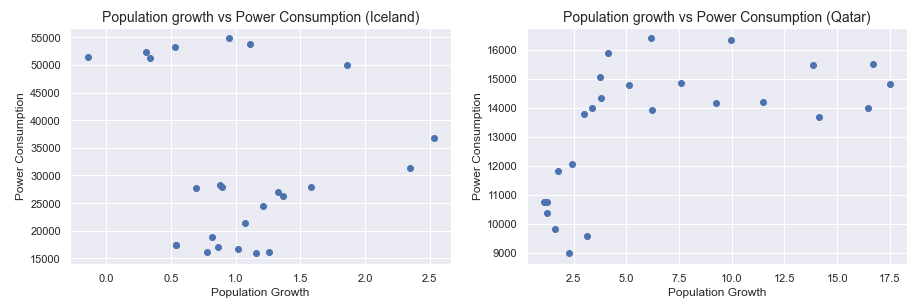 Population growth vs Power Consumption (Iceland)
Power Consumption
55000
50000
45000
40000
35000
30000
25000
20000
15000
0.0 0.5 1.0 1.5 2.0 2.5
Population Growth
Population growth vs Power Consumption (Qatar)
Power Consumption
16000
15000
14000
13000
12000
11000
10000
9000
2.5 5.0 7.5 10.0 12.5 15.0 17.5
Population Growth